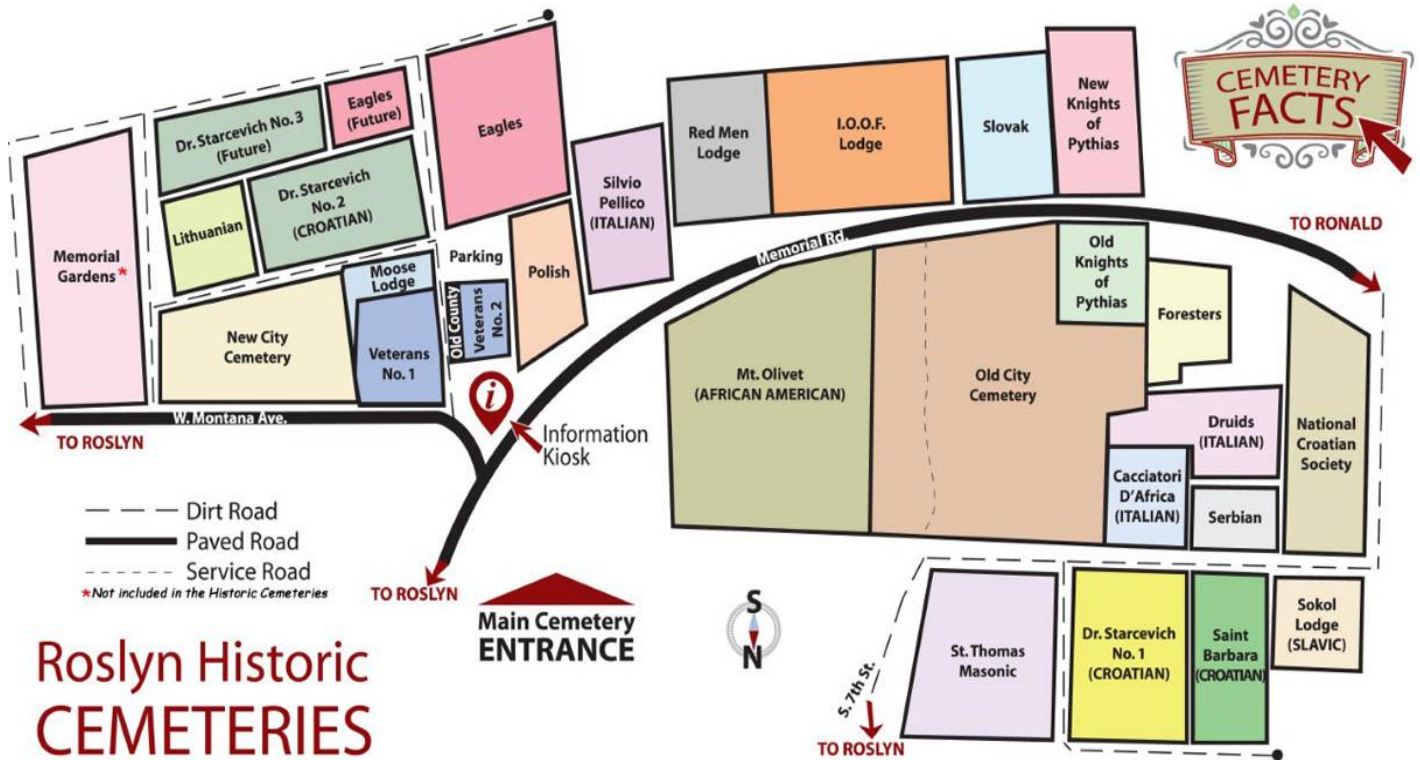 CEMETERY
FACTS
Eagles
(Future)
Dr. Starcevich No. 3
(Future)
Eagles
Dr. Starcevich
No. 2
(CROATIAN)
Lithuanian
Memorial
Gardens *
Moose
Lodge
Parking
Polish
Silvio
Pellico
(ITALIAN)
Red Men
Lodge
I.O.O.F.
Lodge
Slovak
New
Knights
of
Pythias
TO RONALD
Memorial Rd.
New City
Cemetery
Veterans
No. 1
Old County
Veterans
No. 2
Old
Knights
of
Pythias
Foresters
Mt. Olivet
(AFRICAN AMERICAN)
Old City
Cemetery
Druids
(ITALIAN)
National
Croatian
Society
Cacciatori
D'Africa
(ITALIAN)
Serbian
W. Montana Ave.
TO ROSLYN
i
Information
Kiosk
Dirt Road
Paved Road
Service Road
*Not included in the Historic Cemeteries
TO ROSLYN
Main Cemetery
ENTRANCE
S
N
S. 7th St.
TO ROSLYN
St. Thomas
Masonic
Dr. Starcevich
No. 1
(CROATIAN)
Saint
Barbara
(CROATIAN)
Sokol
Lodge
(SLAVIC)
Roslyn Historic
CEMETERIES